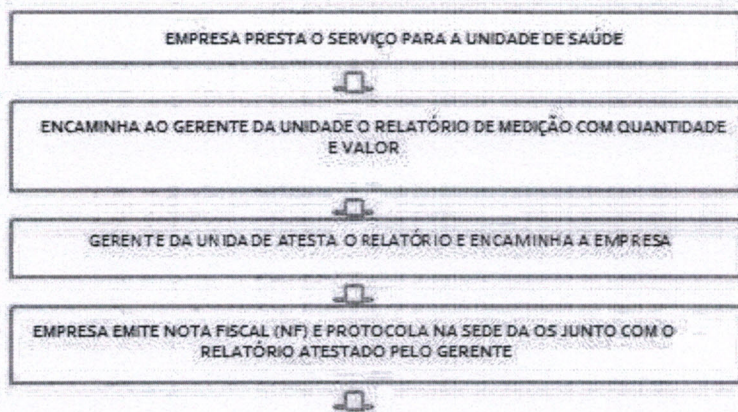 EMPRESA PRESTA O SERVIÇO PARA A UNIDADE DE SAÚDE
ENCAMINHA AO GERENTE DA UNIDADE O RELATÓRIO DE MEDIÇÃO COM QUANTIDADE
E VALOR
GERENTE DA UNIDADE ATESTA O RELATÓRIO E ENCAMINHA A EMPRESA
EMPRESA EMITE NOTA FISCAL (NF) E PROTOCOLA NA SEDE DA OS JUNTO COM O
RELATÓRIO ATESTADO PELO GERENTE